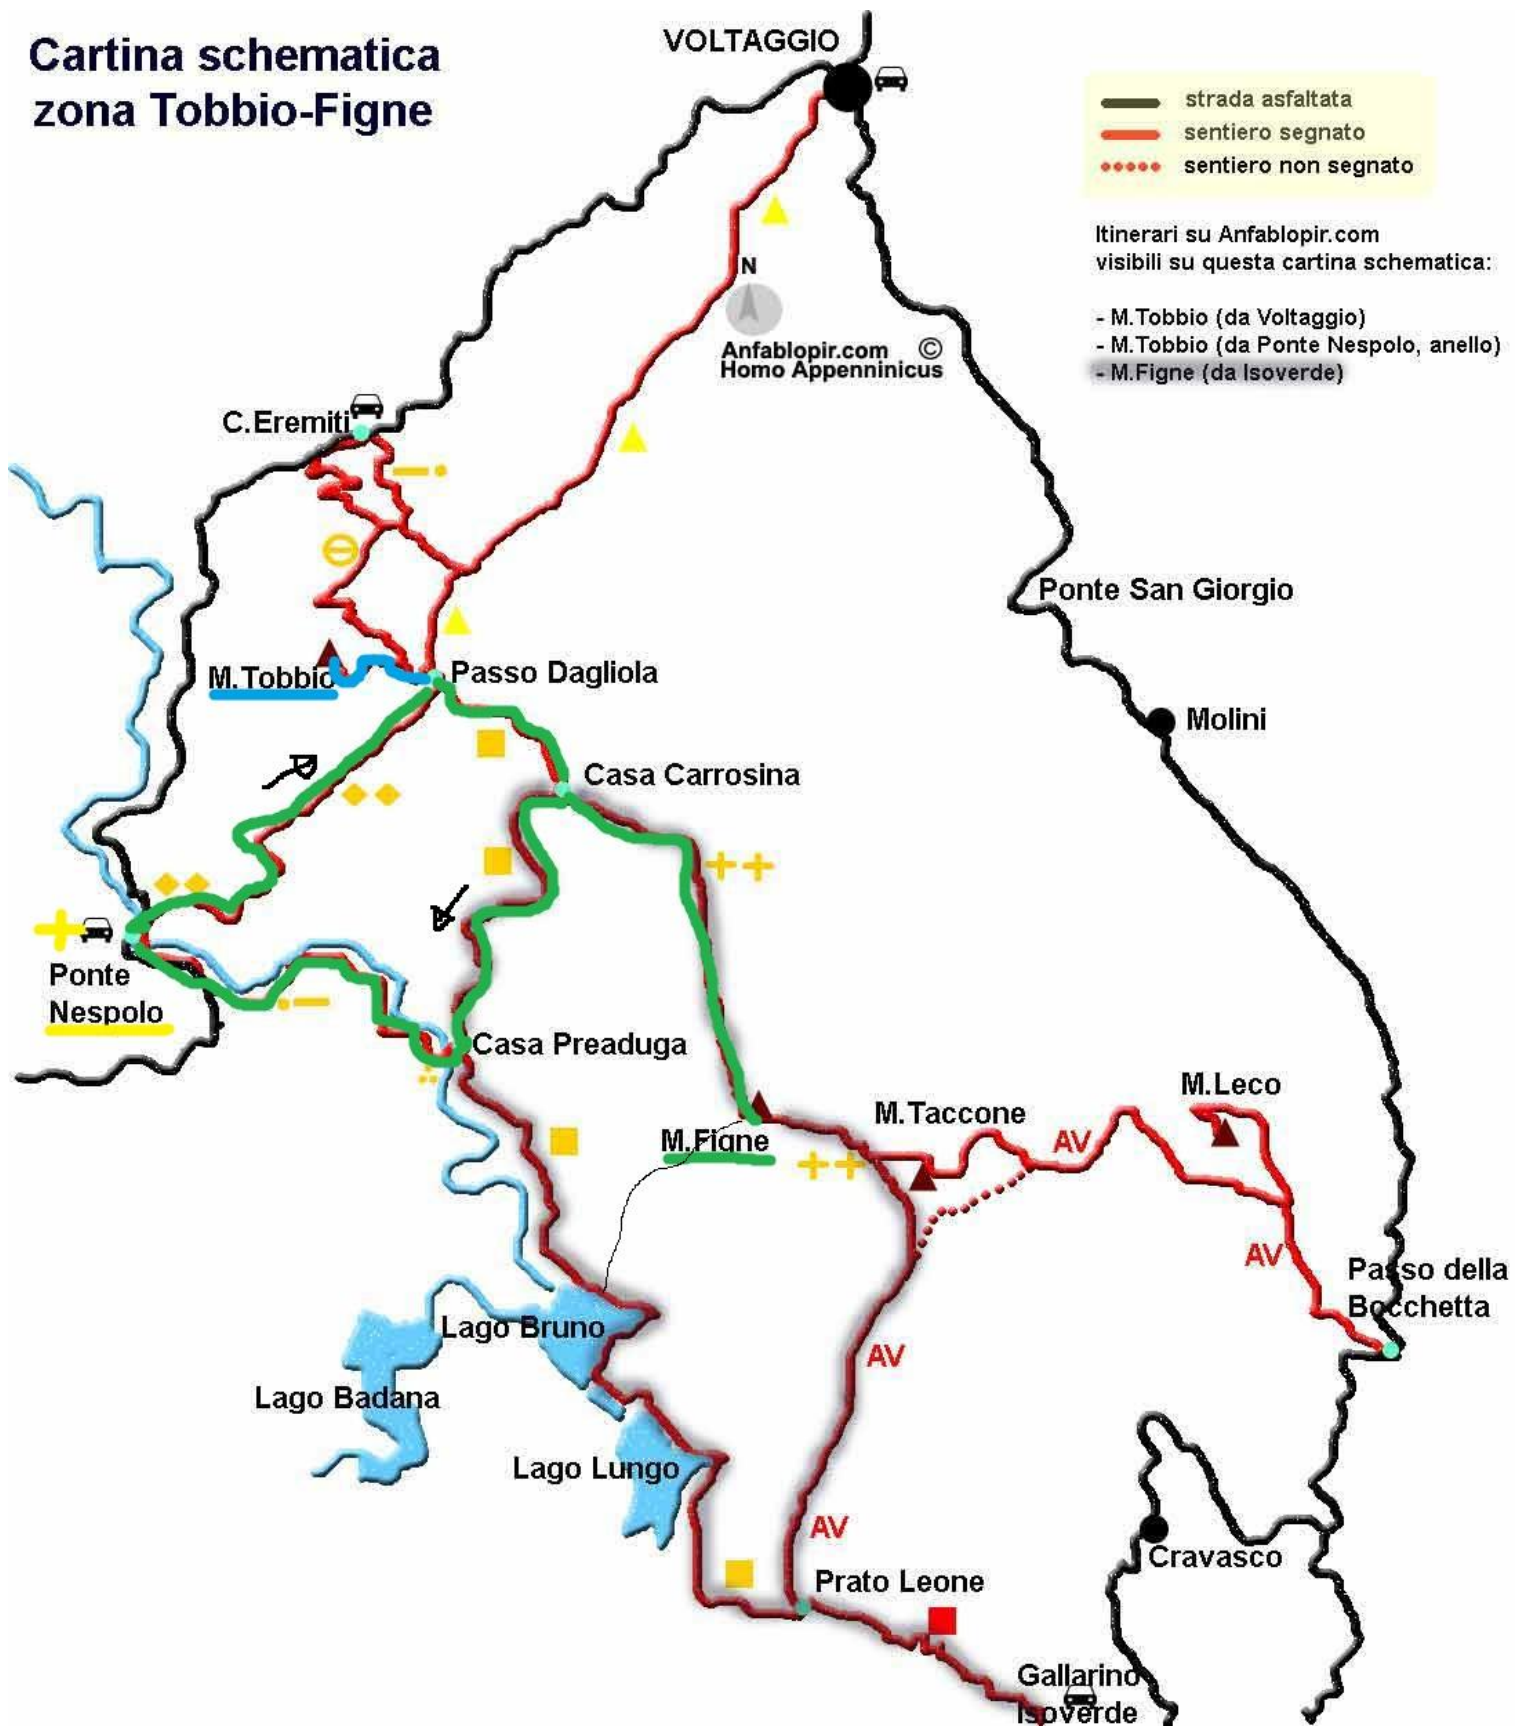 Cartina schematica
zona Tobbio-Figne
VOLTAGGIO
strada asfaltata
sentiero segnato
sentiero non segnato
Itinerari su Anfablopir.com
visibili su questa cartina schematica:
- M.Tobbio (da Voltaggio)
- M.Tobbio (da Ponte Nespolo, anello)
- M.Figne (da Isoverde)
N
Anfablopir.com ©
Homo Appenninicus
C.Eremiti
Ponte San Giorgio
M.Tobbio
Passo Dagliola
Molini
Casa Carrosina
Ponte
Nespolo
Casa Preaduga
M.Leco
M.Taccone
M.Figne
AV
AV
Passo della
Bocchetta
Lago Bruno
AV
Lago Badana
Lago Lungo
AV
Cravasco
Prato Leone
Gallarino
Isoverde